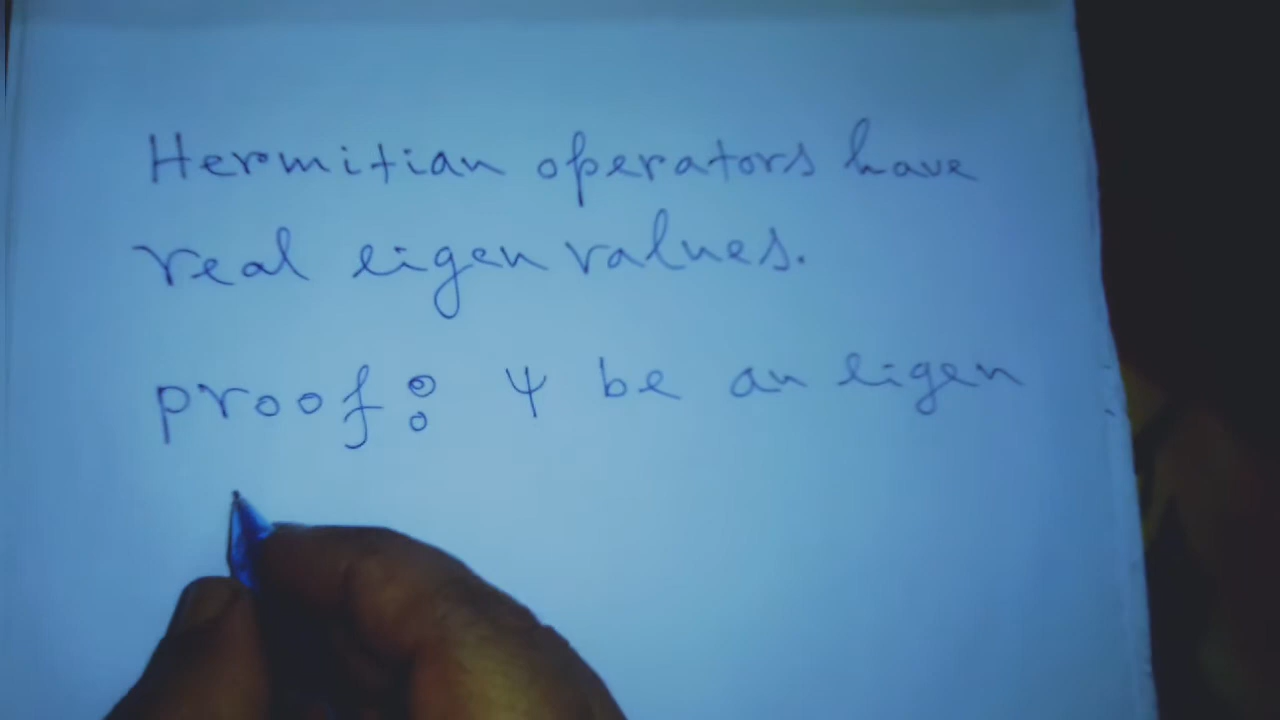 Hermitian operators have
real eigen values.
proof: ψ be an eigen